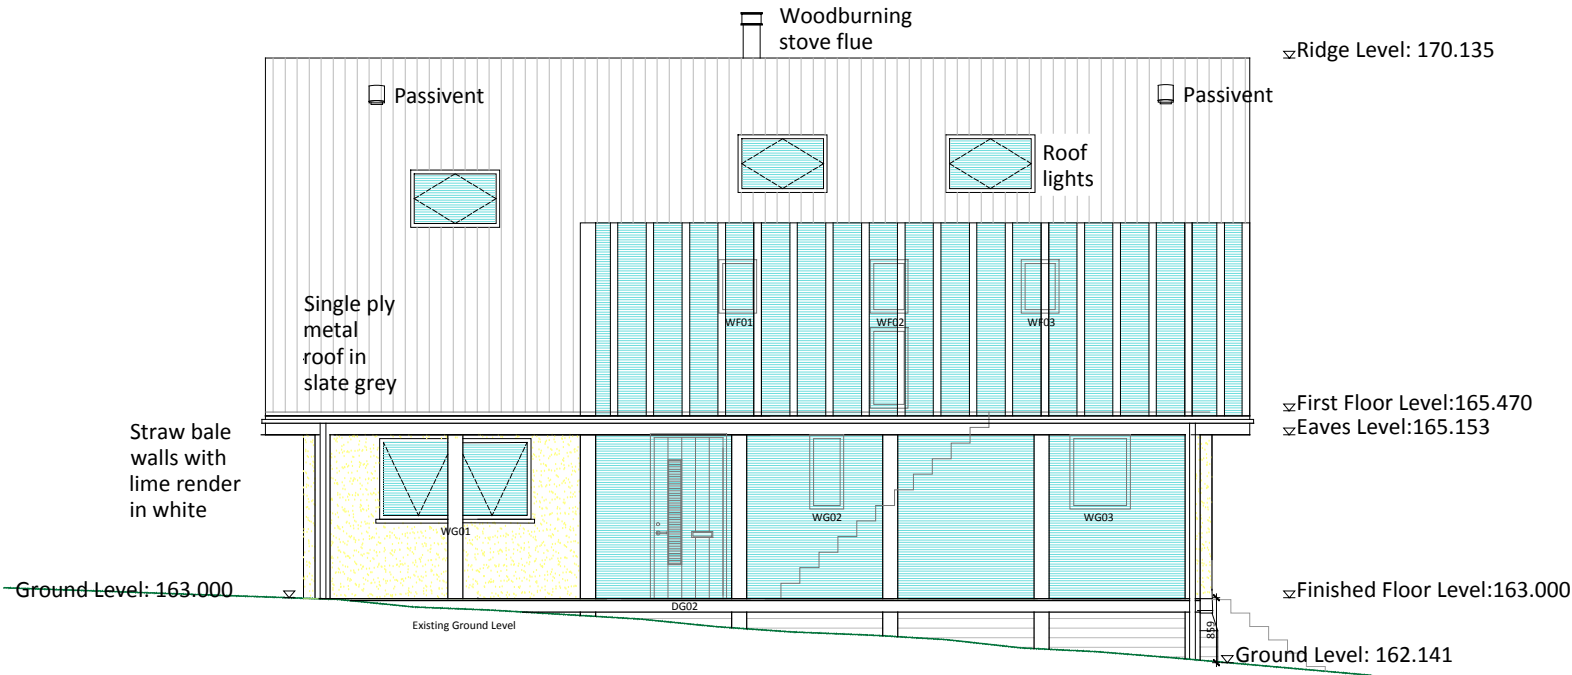 Woodburning
stove flue
Ridge Level: 170.135
Passivent
Passivent
Roof
lights
Single ply
metal
roof in
slate grey
WF01
WF02
WF03
First Floor Level:165.470
Eaves Level:165.153
Straw bale
walls with
lime render
in white
WG01
WG02
WG03
Ground Level: 163.000
Finished Floor Level:163.000
DG02
Existing Ground Level
859
Ground Level: 162.141